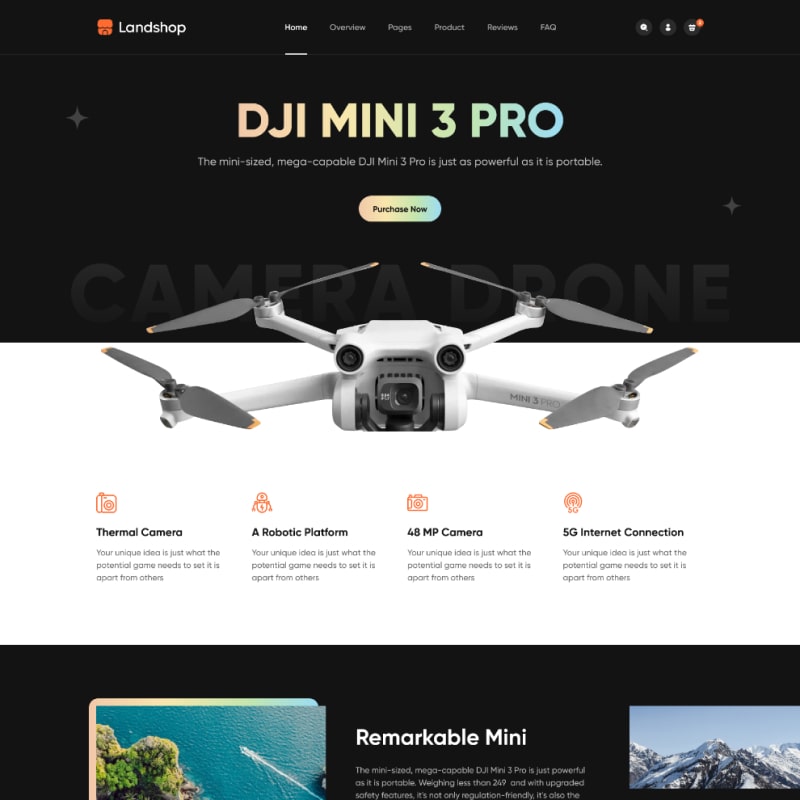 Landshop
Home Overview Pages Product Reviews FAQ
DJI MINI 3 PRO
The mini-sized, mega-capable DJI Mini 3 Pro is just as powerful as it is portable.
Purchase Now
CAMERA DRONE
MINI 3 PRO
5G
Thermal Camera
Your unique idea is just what the
potential game needs to set it is
apart from others
A Robotic Platform
Your unique idea is just what the
potential game needs to set it is
apart from others
48 MP Camera
Your unique idea is just what the
potential game needs to set it is
apart from others
5G Internet Connection
Your unique idea is just what the
potential game needs to set it is
apart from others
Remarkable Mini
The mini-sized, mega-capable DJI Mini 3 Pro is just powerful
as it is portable. Weighing less than 249 and with upgraded
safety features, it's not only regulation-friendly, it's also the